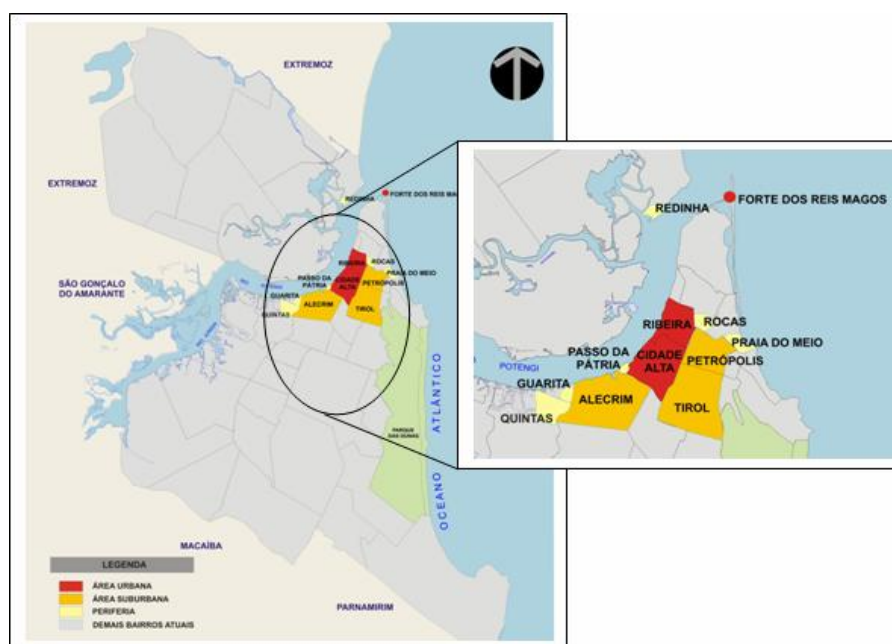 EXTREMOZ
EXTREMOZ
SÃO GONÇALO
DO AMARANTE
REDINHA
FORTE DOS REIS MAGOS
RIBEIRA
ROCAS
PASSO DA
PÁTRIA
CIDADE
ALTA
PRAIA DO MEIO
PETRÓPOLIS
GUARITA
ALECRIM
TIROL
QUINTAS
PARQUE
DAS DUNAS
OCEANO ATLÂNTICO
MACAÍBA
PARNAMIRIM
LEGENDA
ÁREA URBANA
ÁREA SUBURBANA
PERIFERIA
DEMAIS BAIRROS ATUAIS
REDINHA
FORTE DOS REIS MAGOS
RIBEIRA
ROCAS
PASSO DA
PÁTRIA
CIDADE
ALTA
PRAIA DO MEIO
PETRÓPOLIS
POTENGI
GUARITA
ALECRIM
TIROL
QUINTAS